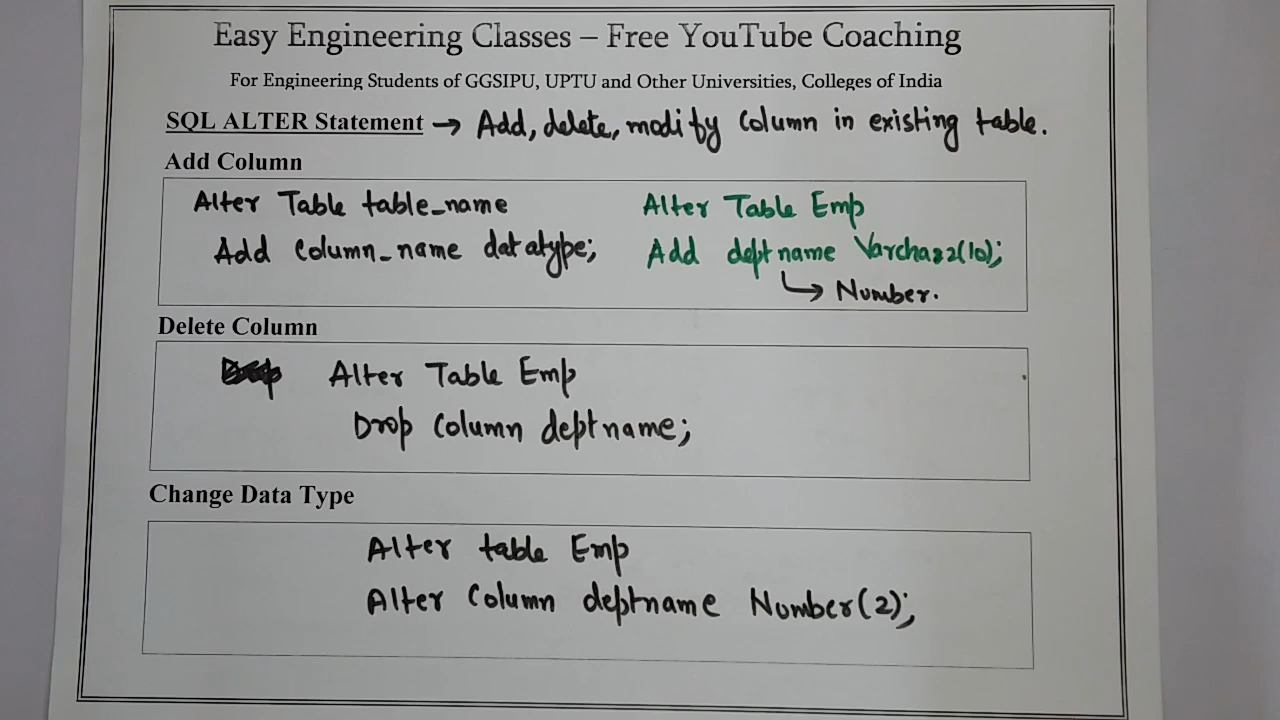 Easy Engineering Classes – Free YouTube Coaching
For Engineering Students of GGSIPU, UPTU and Other Universities, Colleges of India
SQL ALTER Statement → Add, delete, modify Column in existing table.
Add Column
Alter Table table_name
Add Column_name datatype;
Alter Table Emp
Add deptname Varchar2(10);
↳ Number.
Delete Column
Alter Table Emp
Drop Column deptname;
Change Data Type
Alter table Emp
Alter Column deptname Number(2);